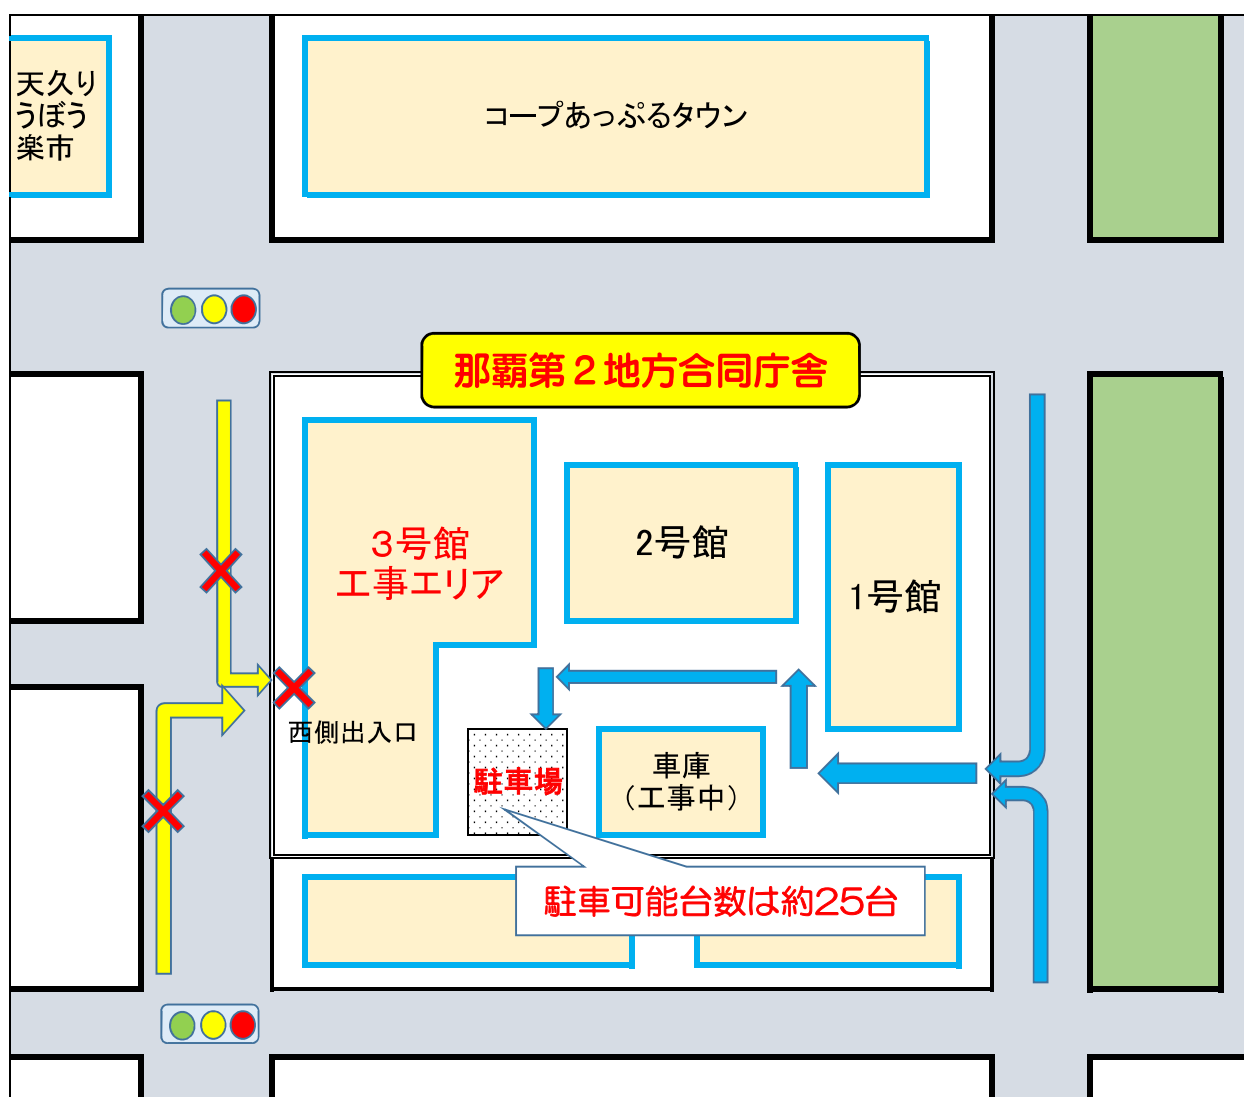 天久り
うぼう
楽市
コープあっぷるタウン
那覇第２地方合同庁舎
３号館
工事エリア
2号館
1号館
西側出入口
駐車場
車庫
（工事中）
駐車可能台数は約25台